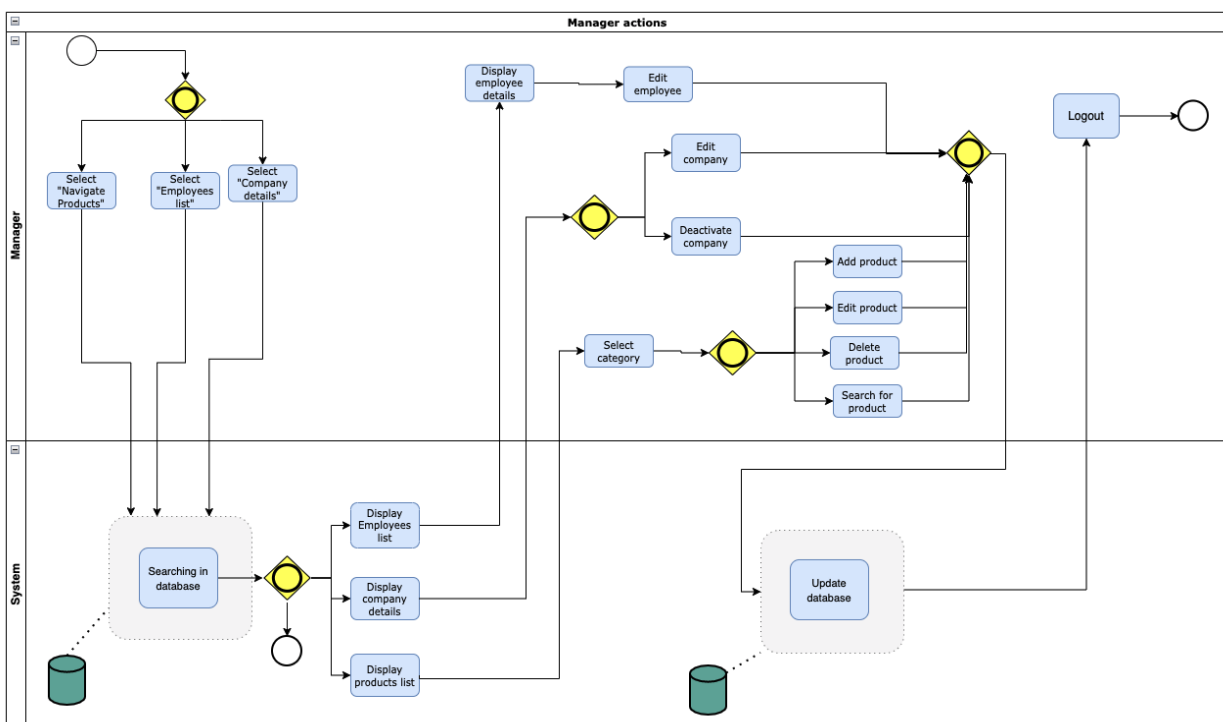 Manager actions
Manager
Display
employee
details
Edit
employee
Logout
Select
"Navigate
Products"
Select
"Employees
list"
Select
"Company
details"
Edit
company
Deactivate
company
Add product
Edit product
Select
category
Delete
product
Search for
product
System
Searching in
database
Display
Employees
list
Display
company
details
Display
products list
Update
database